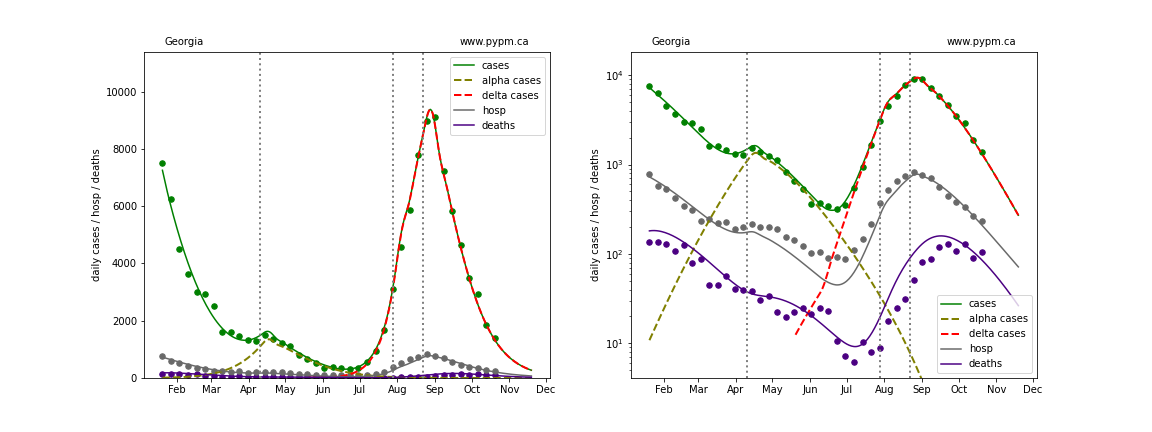 Georgia
www.pypm.ca
daily cases / hosp / deaths
10000
8000
6000
4000
2000
0
cases
alpha cases
delta cases
hosp
deaths
Feb Mar Apr May Jun Jul Aug Sep Oct Nov Dec
Georgia
www.pypm.ca
daily cases / hosp / deaths
10⁴
10³
10²
10¹
cases
alpha cases
delta cases
hosp
deaths
Feb Mar Apr May Jun Jul Aug Sep Oct Nov Dec